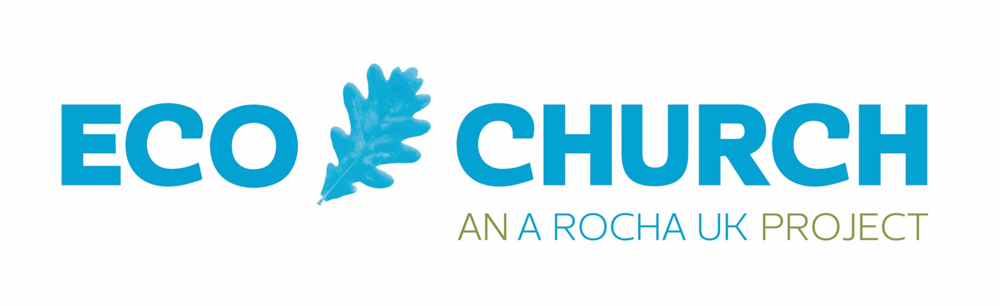 ECO CHURCH
AN A ROCHA UK PROJECT